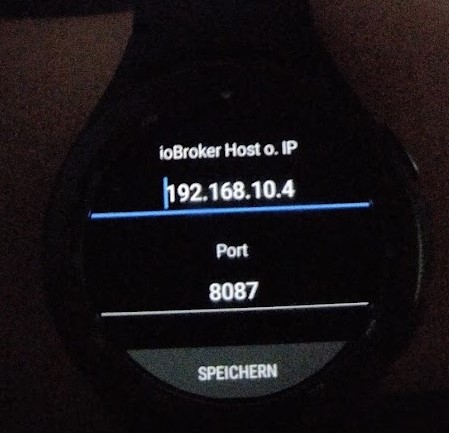 ioBroker Host o. IP
192.168.10.4
Port
8087
SPEICHERN